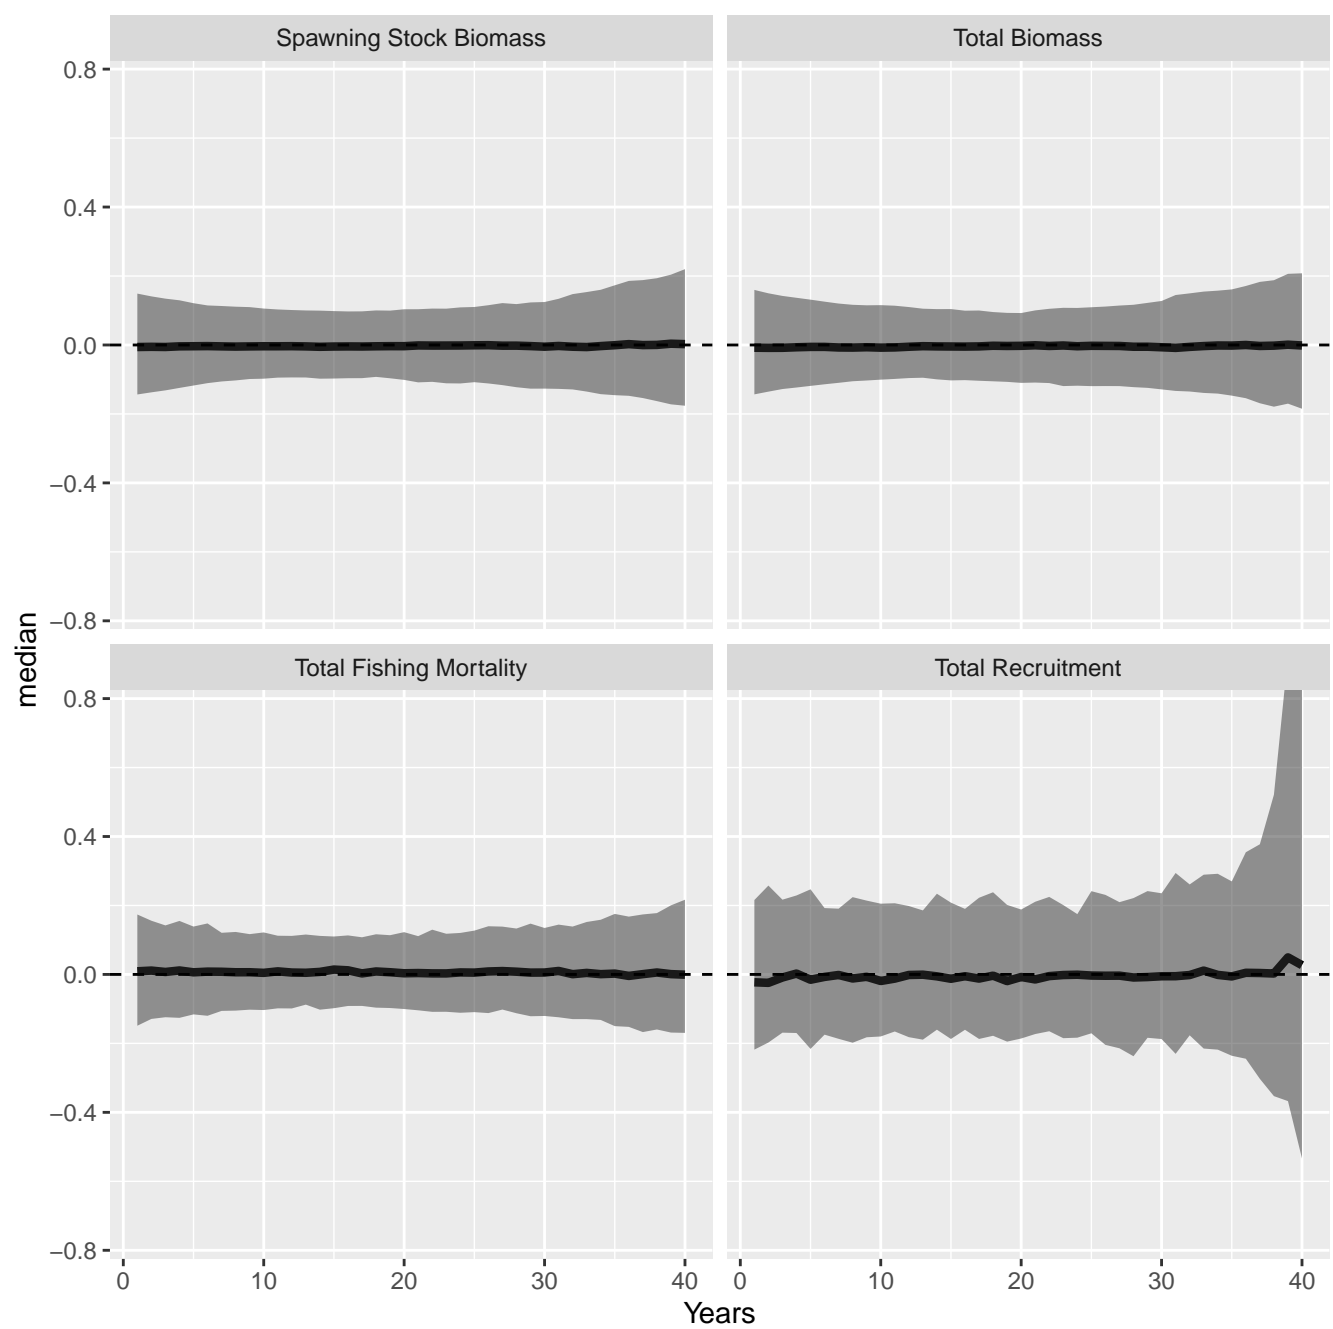 Spawning Stock Biomass
Total Biomass
0.8
0.4
0.0
−0.4
−0.8
median
Total Fishing Mortality
Total Recruitment
0.8
0.4
0.0
−0.4
−0.8
0 10 20 30 40
0 10 20 30 40
Years